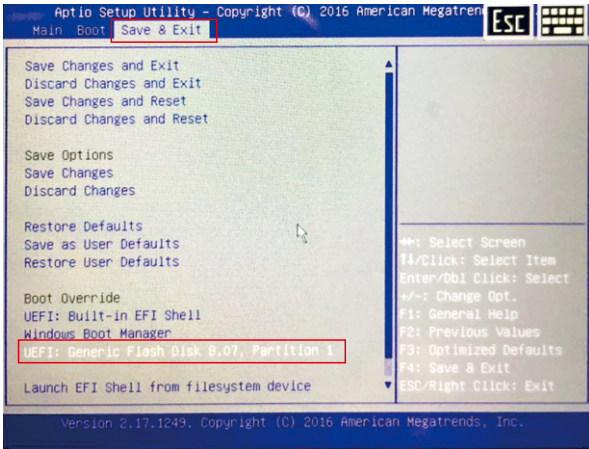 Aptio Setup Utility - Copyright (C) 2016 American Megatren
Esc
Main Boot Save & Exit
Save Changes and Exit
Discard Changes and Exit
Save Changes and Reset
Discard Changes and Reset
Save Options
Save Changes
Discard Changes
Restore Defaults
Save as User Defaults
Restore User Defaults
Boot Override
UEFI: Built-in EFI Shell
Windows Boot Manager
UEFI: Generic Flash Disk 8.07, Partition 1
Launch EFI Shell from filesystem device
→←: Select Screen
↑↓/Click: Select Item
Enter/Dbl Click: Select
+/-: Change Opt.
F1: General Help
F2: Previous Values
F3: Optimized Defaults
F4: Save & Exit
ESC/Right Click: Exit
Version 2.17.1249. Copyright (C) 2016 American Megatrends, Inc.